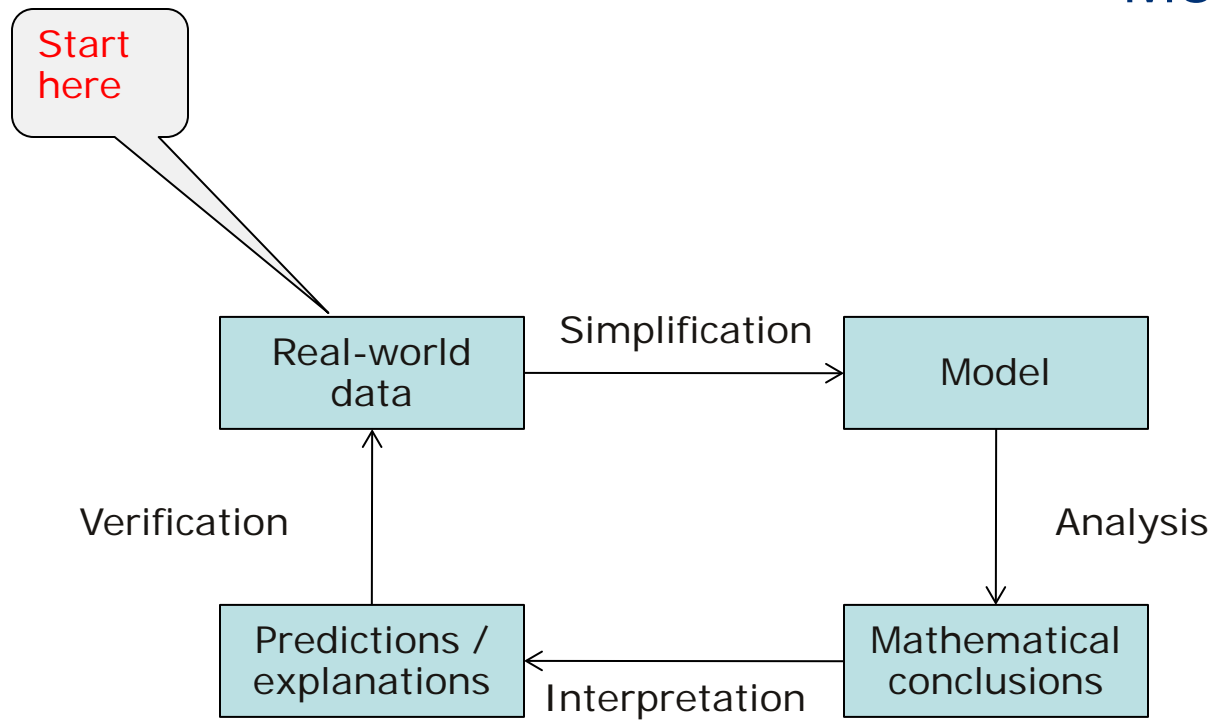 Start
here
Simplification
Real-world
data
Model
Verification
Analysis
Predictions /
explanations
Interpretation
Mathematical
conclusions